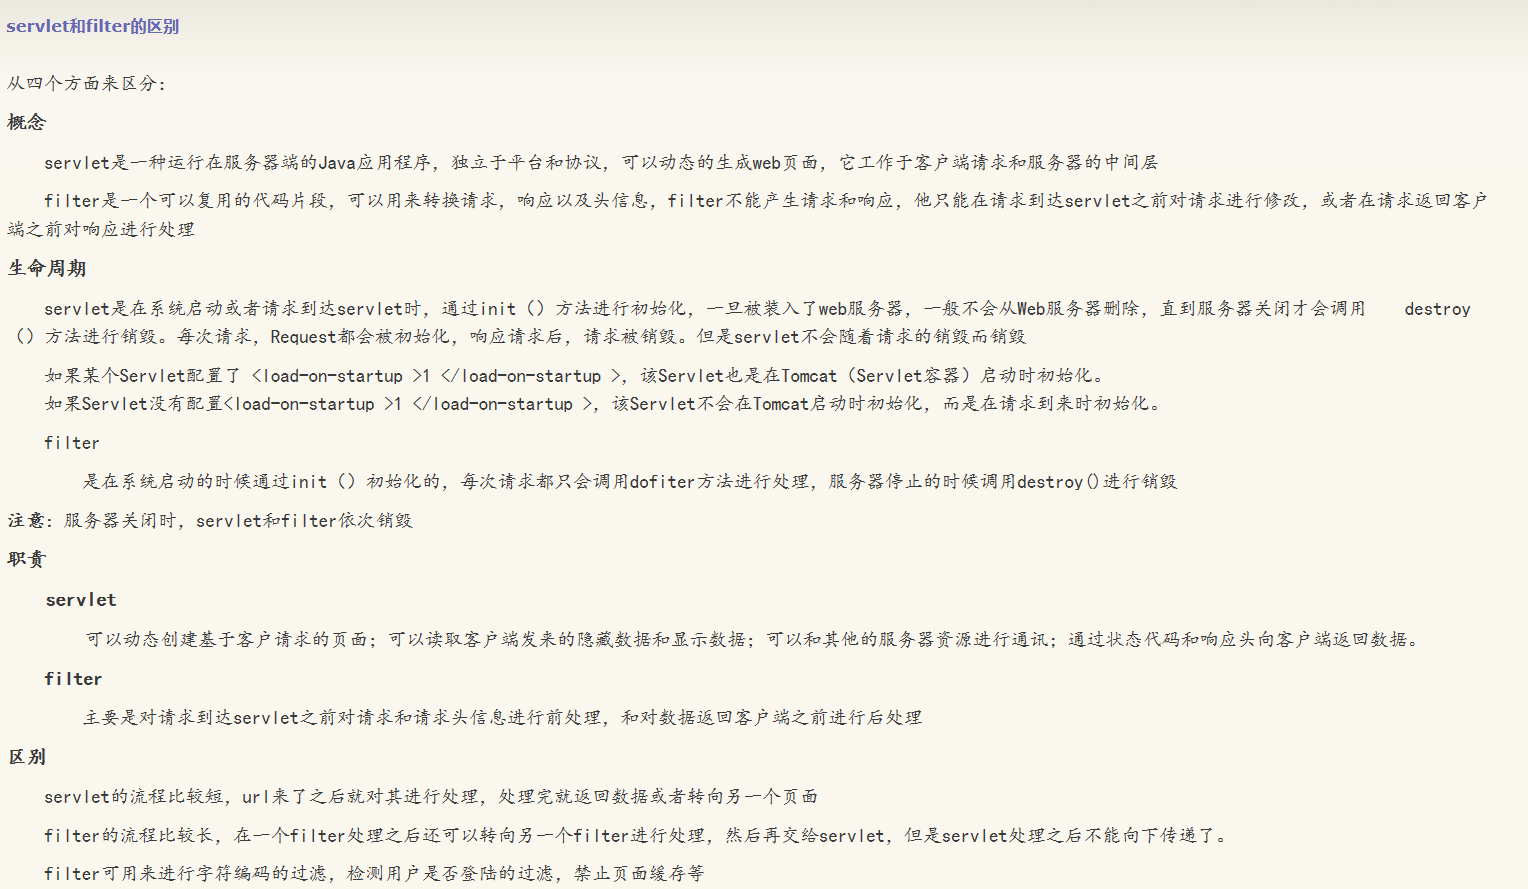 servlet和filter的区别
从四个方面来区分：
概念
servlet是一种运行在服务器端的Java应用程序，独立于平台和协议，可以动态的生成web页面，它工作于客户端请求和服务器的中间层
filter是一个可以复用的代码片段，可以用来转换请求，响应以及头信息，filter不能产生请求和响应，他只能在请求到达servlet之前对请求进行修改，或者在请求返回客户
端之前对响应进行处理
生命周期
servlet是在系统启动或者请求到达servlet时，通过init（）方法进行初始化，一旦被装入了web服务器，一般不会从Web服务器删除，直到服务器关闭才会调用    destroy
（）方法进行销毁。每次请求，Request都会被初始化，响应请求后，请求被销毁。但是servlet不会随着请求的销毁而销毁
如果某个Servlet配置了 <load-on-startup >1 </load-on-startup >，该Servlet也是在Tomcat（Servlet容器）启动时初始化。
如果Servlet没有配置<load-on-startup >1 </load-on-startup >，该Servlet不会在Tomcat启动时初始化，而是在请求到来时初始化。
filter
是在系统启动的时候通过init（）初始化的，每次请求都只会调用dofiter方法进行处理，服务器停止的时候调用destroy()进行销毁
注意：服务器关闭时，servlet和filter依次销毁
职责
servlet
可以动态创建基于客户请求的页面；可以读取客户端发来的隐藏数据和显示数据；可以和其他的服务器资源进行通讯；通过状态代码和响应头向客户端返回数据。
filter
主要是对请求到达servlet之前对请求和请求头信息进行前处理，和对数据返回客户端之前进行后处理
区别
servlet的流程比较短，url来了之后就对其进行处理，处理完就返回数据或者转向另一个页面
filter的流程比较长，在一个filter处理之后还可以转向另一个filter进行处理，然后再交给servlet，但是servlet处理之后不能向下传递了。
filter可用来进行字符编码的过滤，检测用户是否登陆的过滤，禁止页面缓存等